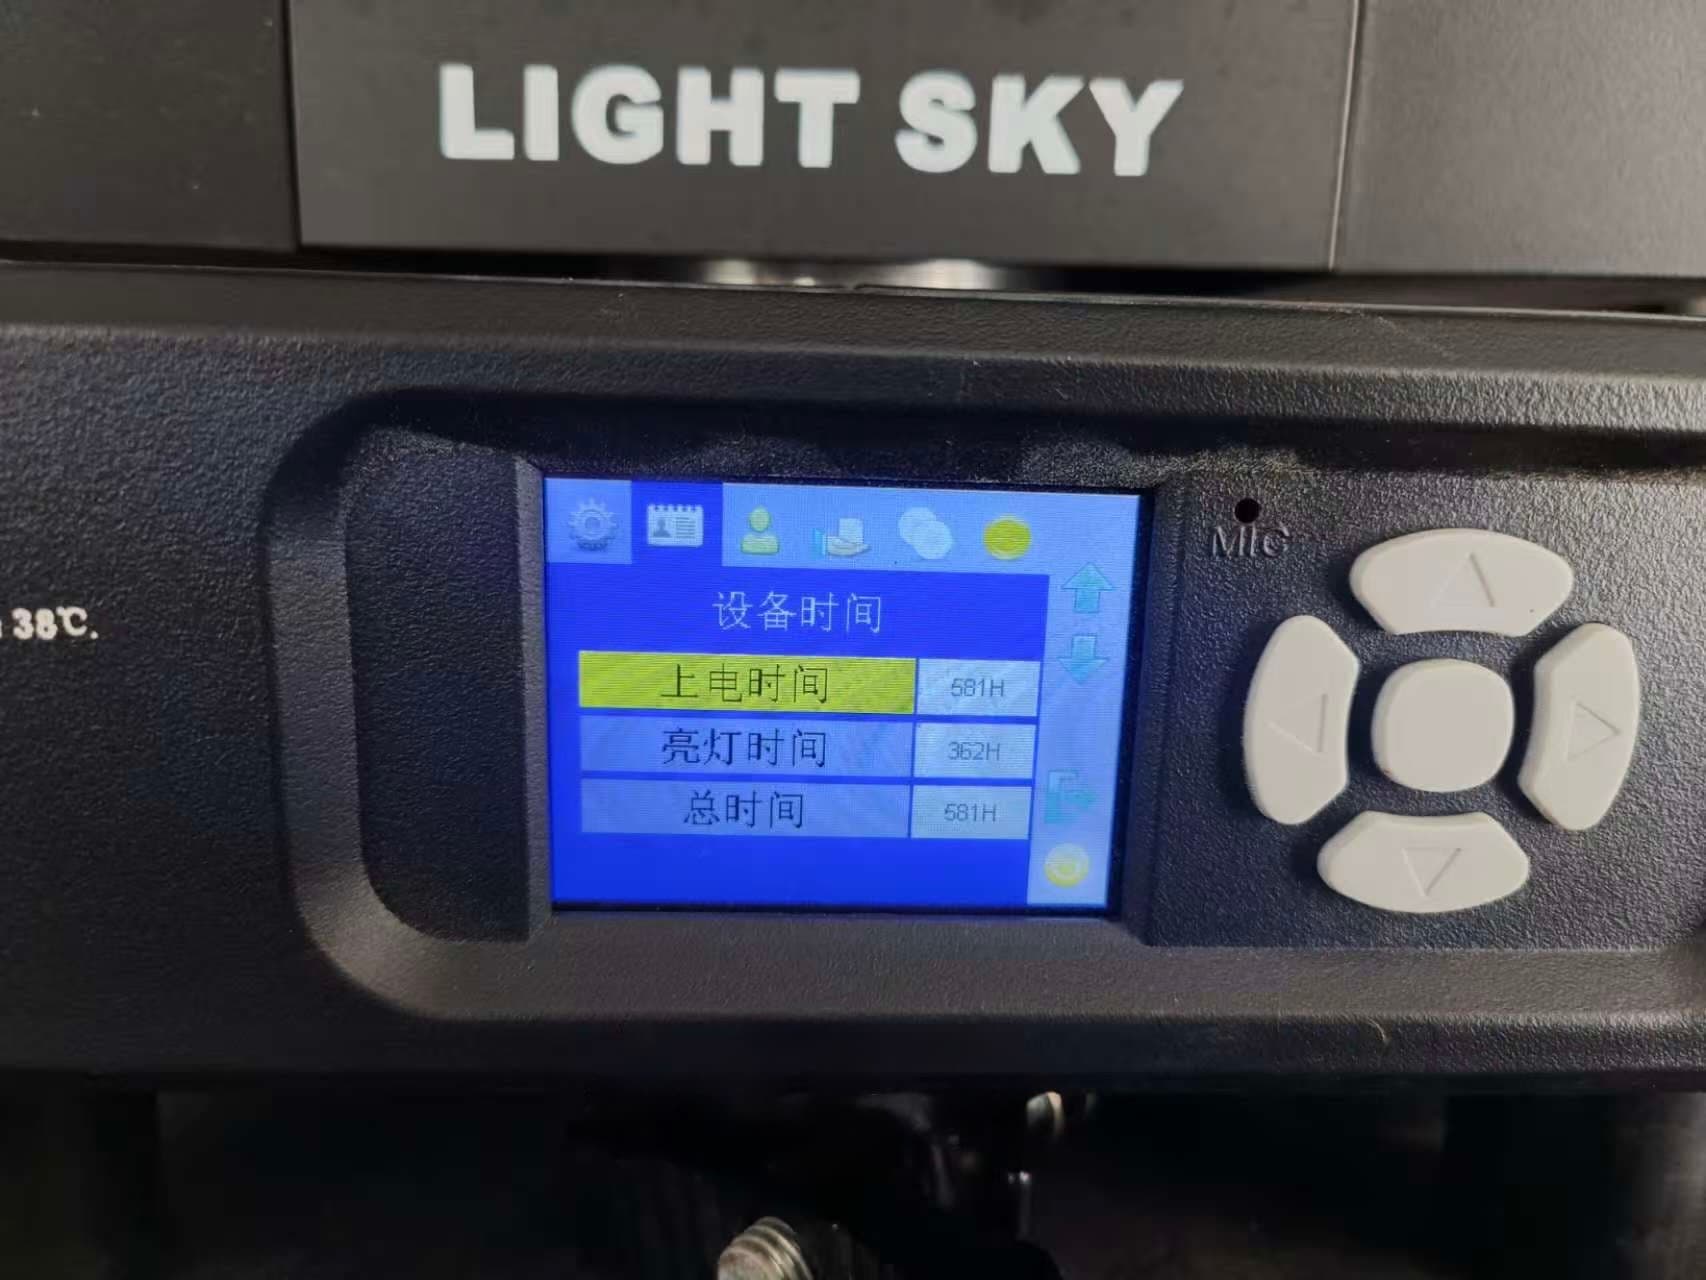 LIGHT SKY
38℃.
MIC
设备时间
上电时间 581H
亮灯时间 362H
总时间 581H